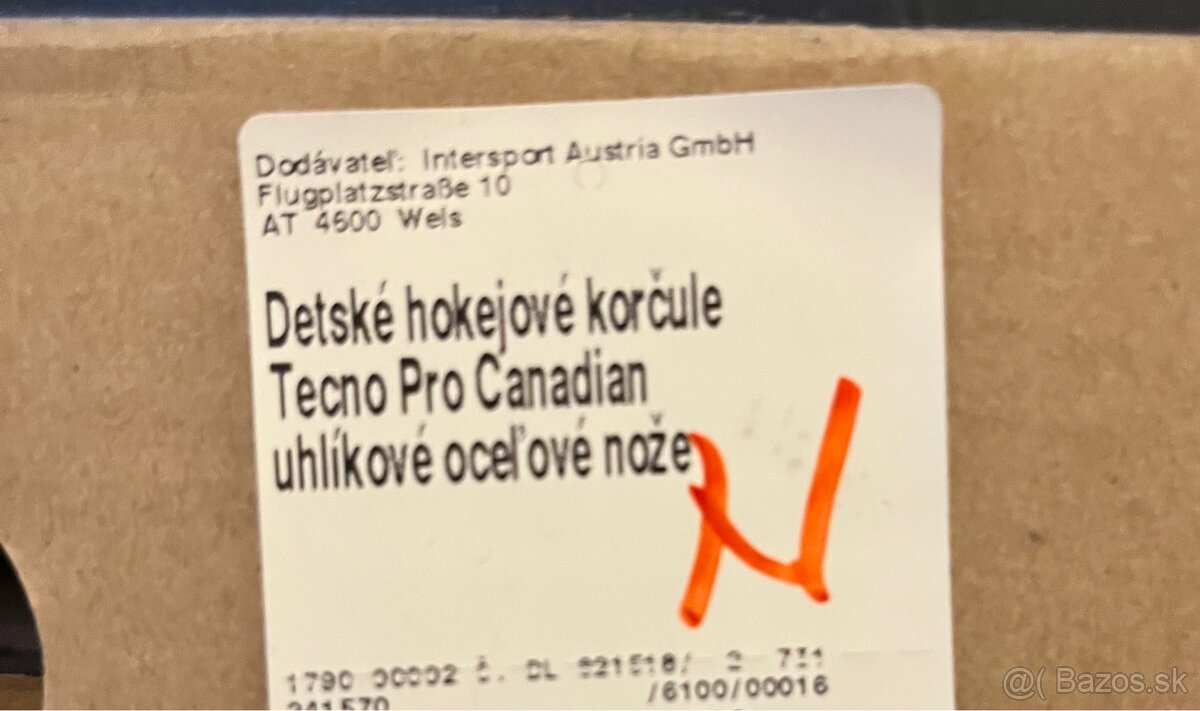 Dodávateľ: Intersport Austria GmbH
Flugplatzstraße 10
AT 4600 Wels
Detské hokejové korčule
Tecno Pro Canadian
uhlíkové oceľové nože
N
1790 00002 č. DL 821518/ 2 731
/6100/00016
@( Bazos.sk